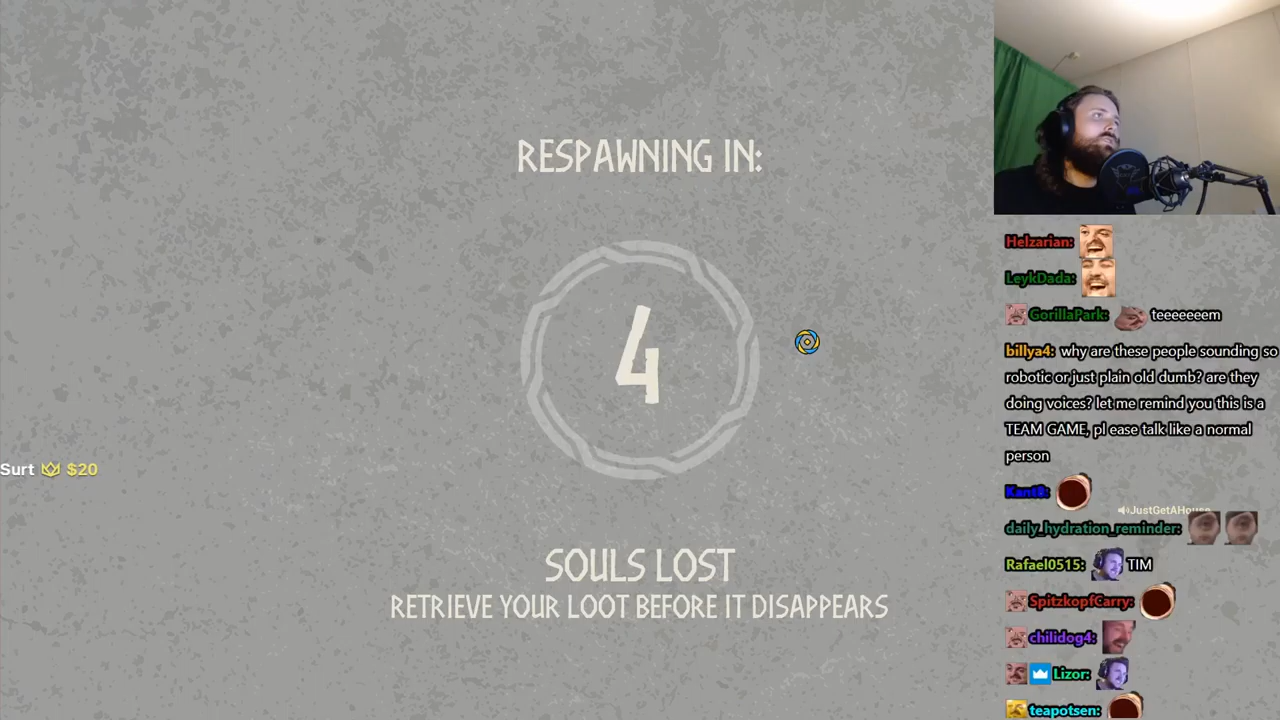 RESPAWNING IN:
4
SOULS LOST
RETRIEVE YOUR LOOT BEFORE IT DISAPPEARS
Surt $20
Helzarian:
LeykDada:
GorillaPark: teeeeeeem
billya4: why are these people sounding so
robotic or just plain old dumb? are they
doing voices? let me remind you this is a
TEAM GAME, pl ease talk like a normal
person
Kant8:
JustGetAHouse
daily_hydration_reminder:
Rafael0515: TIM
SpitzkopfCarry:
chilidog4:
Lizor:
teapotsen: